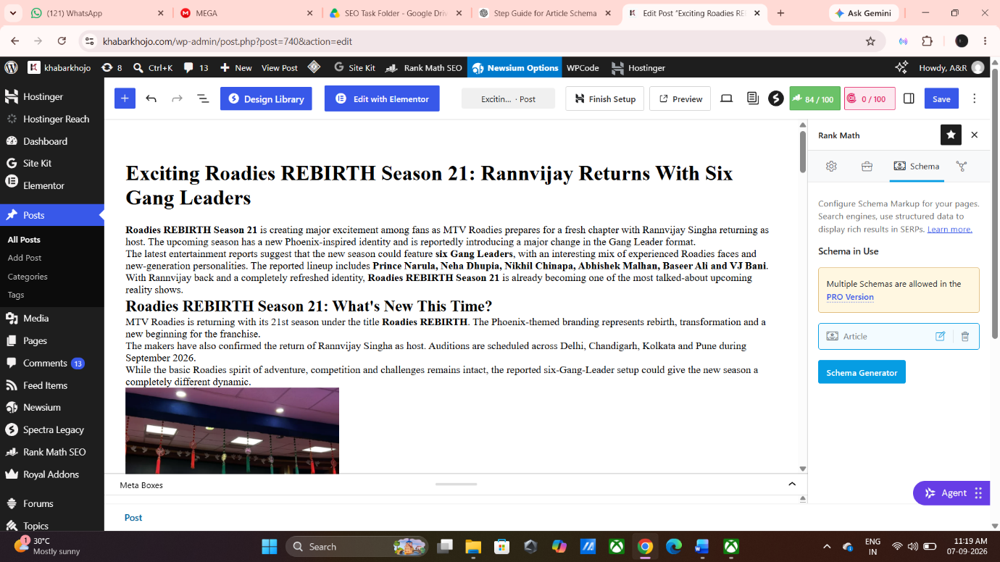 (121) WhatsApp
MEGA
SEO Task Folder - Google Driv
Step Guide for Article Schema
Edit Post "Exciting Roadies RE
Ask Gemini
khabarkhojo.com/wp-admin/post.php?post=740&action=edit
khabarkhojo
8
Ctrl+K
13
New
View Post
Site Kit
Rank Math SEO
Newsium Options
WPCode
Hostinger
Howdy, A&R
Hostinger
Hostinger Reach
Dashboard
Site Kit
Elementor
Posts
All Posts
Add Post
Categories
Tags
Media
Pages
Comments 13
Feed Items
Newsium
Spectra Legacy
Rank Math SEO
Royal Addons
Forums
Topics
Design Library
Edit with Elementor
Excitin... · Post
Finish Setup
Preview
84 / 100
0 / 100
Save
Exciting Roadies REBIRTH Season 21: Rannvijay Returns With Six
Gang Leaders
Roadies REBIRTH Season 21 is creating major excitement among fans as MTV Roadies prepares for a fresh chapter with Rannvijay Singha returning as
host. The upcoming season has a new Phoenix-inspired identity and is reportedly introducing a major change in the Gang Leader format.
The latest entertainment reports suggest that the new season could feature six Gang Leaders, with an interesting mix of experienced Roadies faces and
new-generation personalities. The reported lineup includes Prince Narula, Neha Dhupia, Nikhil Chinapa, Abhishek Malhan, Baseer Ali and VJ Bani.
With Rannvijay back and a completely refreshed identity, Roadies REBIRTH Season 21 is already becoming one of the most talked-about upcoming
reality shows.
Roadies REBIRTH Season 21: What's New This Time?
MTV Roadies is returning with its 21st season under the title Roadies REBIRTH. The Phoenix-themed branding represents rebirth, transformation and a
new beginning for the franchise.
The makers have also confirmed the return of Rannvijay Singha as host. Auditions are scheduled across Delhi, Chandigarh, Kolkata and Pune during
September 2026.
While the basic Roadies spirit of adventure, competition and challenges remains intact, the reported six-Gang-Leader setup could give the new season a
completely different dynamic.
Meta Boxes
Post
Rank Math
Schema
Configure Schema Markup for your pages.
Search engines, use structured data to
display rich results in SERPs. Learn more.
Schema in Use
Multiple Schemas are allowed in the
PRO Version
Article
Schema Generator
Agent
1
30°C
Mostly sunny
Search
ENG
IN
11:19 AM
07-09-2026